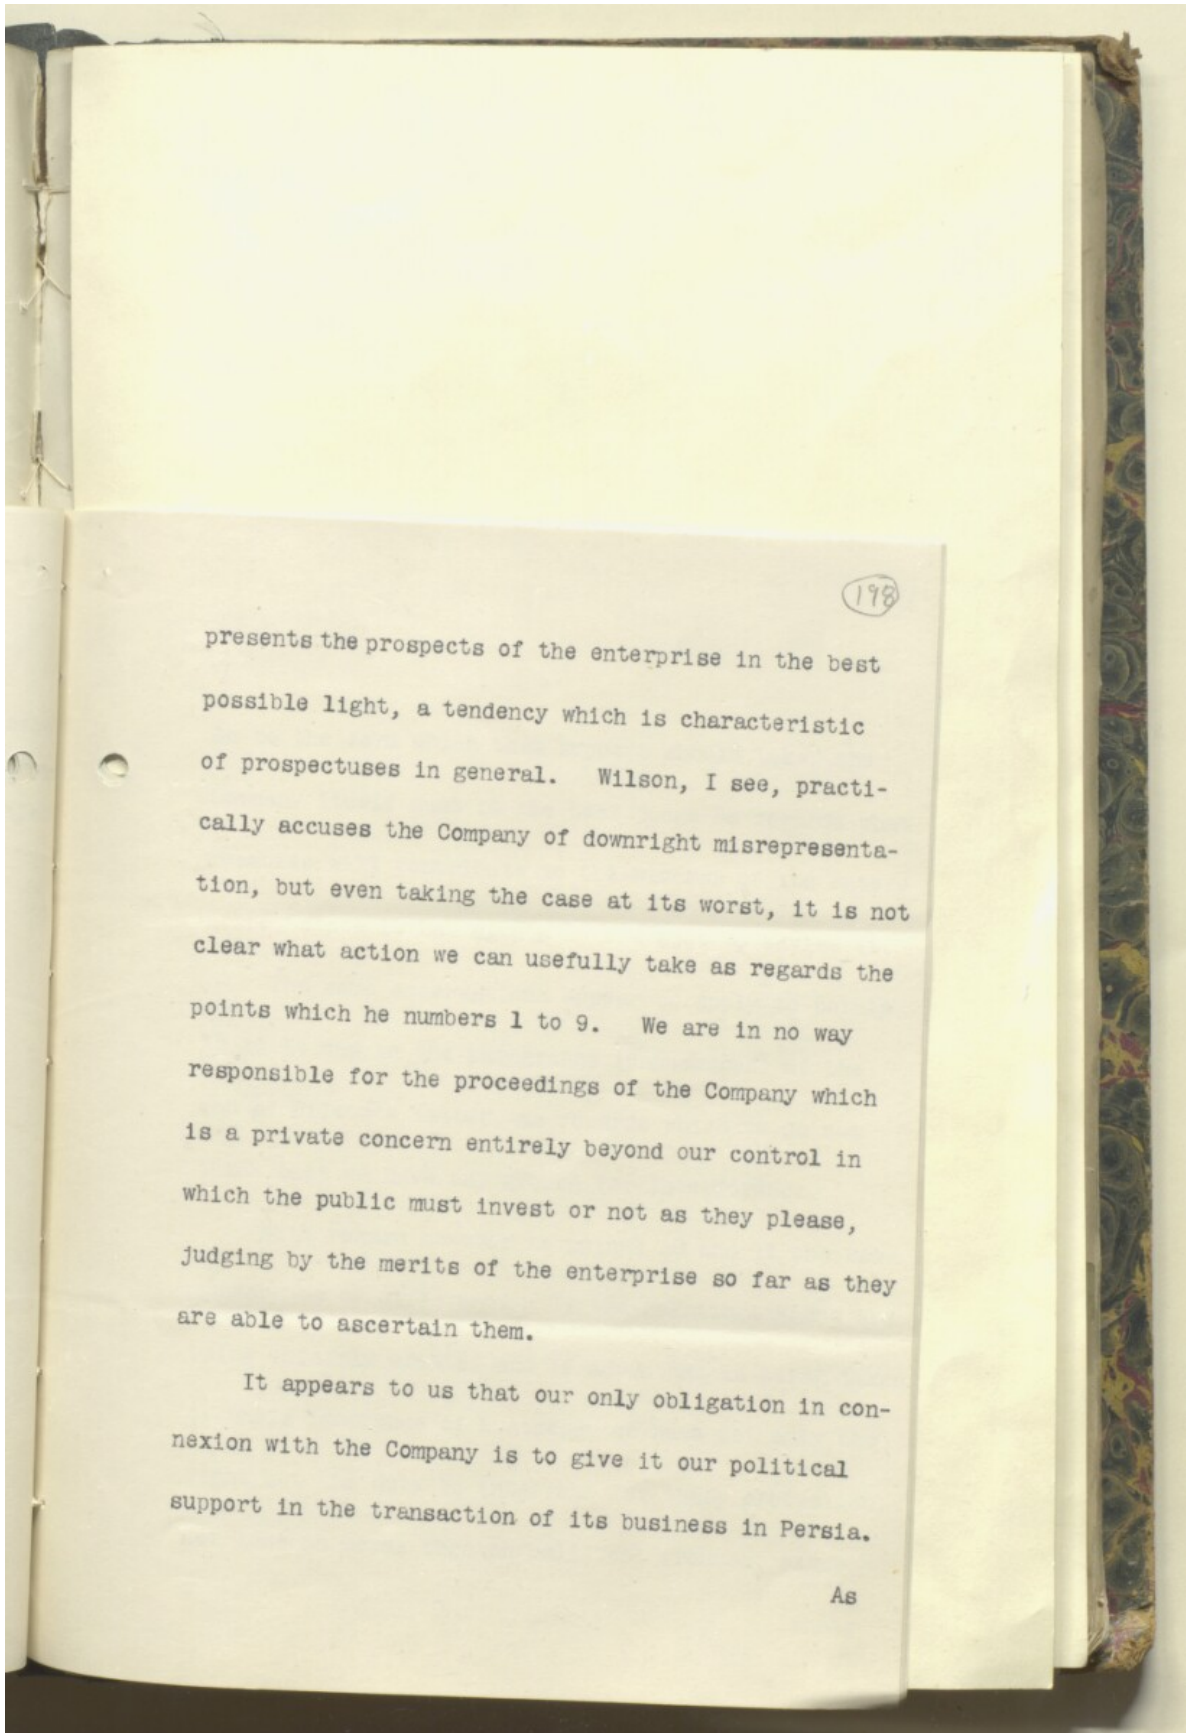 198
presents the prospects of the enterprise in the best
possible light, a tendency which is characteristic
of prospectuses in general. Wilson, I see, practi-
cally accuses the Company of downright misrepresenta-
tion, but even taking the case at its worst, it is not
clear what action we can usefully take as regards the
points which he numbers 1 to 9. We are in no way
responsible for the proceedings of the Company which
is a private concern entirely beyond our control in
which the public must invest or not as they please,
judging by the merits of the enterprise so far as they
are able to ascertain them.
It appears to us that our only obligation in con-
nexion with the Company is to give it our political
support in the transaction of its business in Persia.
As